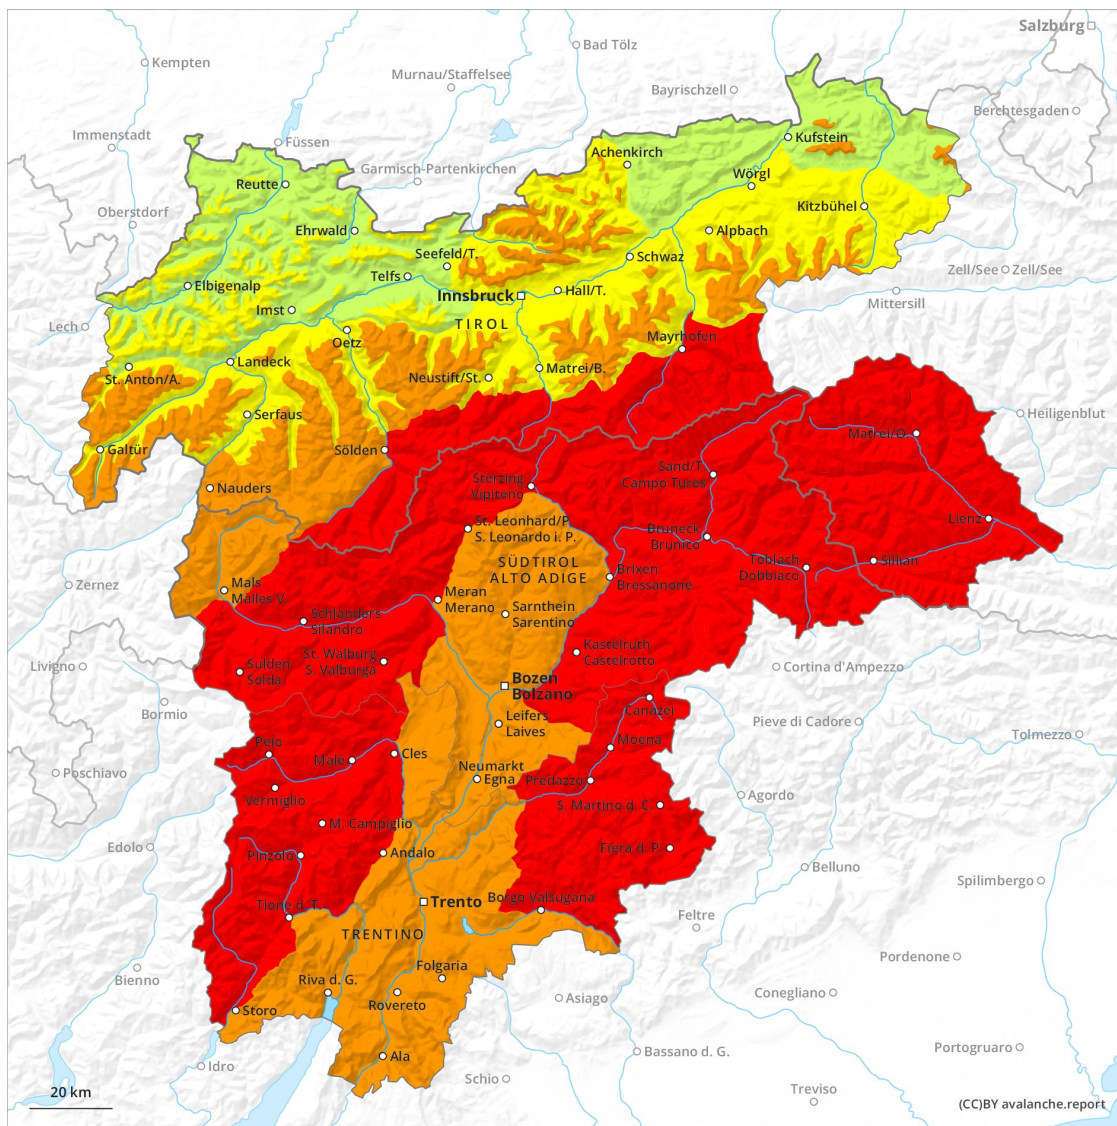 Salzburg
Bad Tölz
Kempten
Murnau/Staffelsee
Bayrischzell
Berchtesgaden
Immenstadt
Füssen
Kufstein
Achenkirch
Garmisch-Partenkirchen
Wörgl
Reutte
Kitzbühel
Oberstdorf
Ehrwald
Alpbach
Seefeld/T.
Schwaz
Telfs
Zell/See
Zell/See
Elbigenalp
Hall/T.
Innsbruck
Mittersill
Imst
TIROL
Lech
Oetz
Mayrhofen
Landeck
Matrei/B.
St. Anton/A.
Neustift/St.
Serfaus
Heiligenblut
Matrei/O.
Galtür
Sölden
Sand/T.
Campo Tures
Sterzing
Vipiteno
Nauders
St. Leonhard/P.
S. Leonardo i. P.
Lienz
Bruneck
Brunico
SÜDTIROL
ALTO ADIGE
Toblach
Dobbiaco
Sillian
Brixen
Bressanone
Zernez
Mals
Malles/V.
Meran
Merano
Sarnthein
Sarentino
Schlanders
Silandro
Kastelruth
Castelrotto
St. Walburg
S. Valburga
Livigno
Cortina d'Ampezzo
Sulden
Solda
Bozen
Bolzano
Bormio
Canazei
Leifers
Laives
Pieve di Cadore
Tolmezzo
Moena
Peio
Male
Cles
Poschiavo
Neumarkt
Egna
Predazzo
Vermiglio
Agordo
S. Martino d. C.
M. Campiglio
Edolo
Pinzolo
Andalo
Fiera d. P.
Belluno
Spilimbergo
Borgo Valsugana
Trento
Tione d. T.
Feltre
TRENTINO
Pordenone
Folgaria
Bienno
Riva d. G.
Rovereto
Asiago
Conegliano
Storo
Portogruaro
Bassano d. G.
Ala
Idro
Schio
Treviso
20 km
(CC)BY avalanche.report